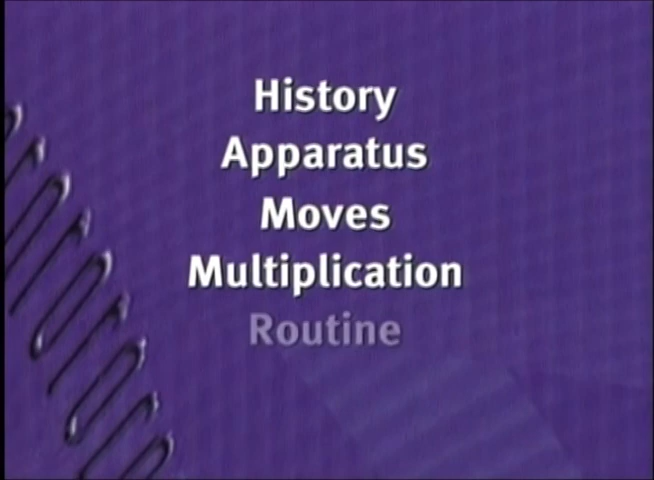 History
Apparatus
Moves
Multiplication
Routine